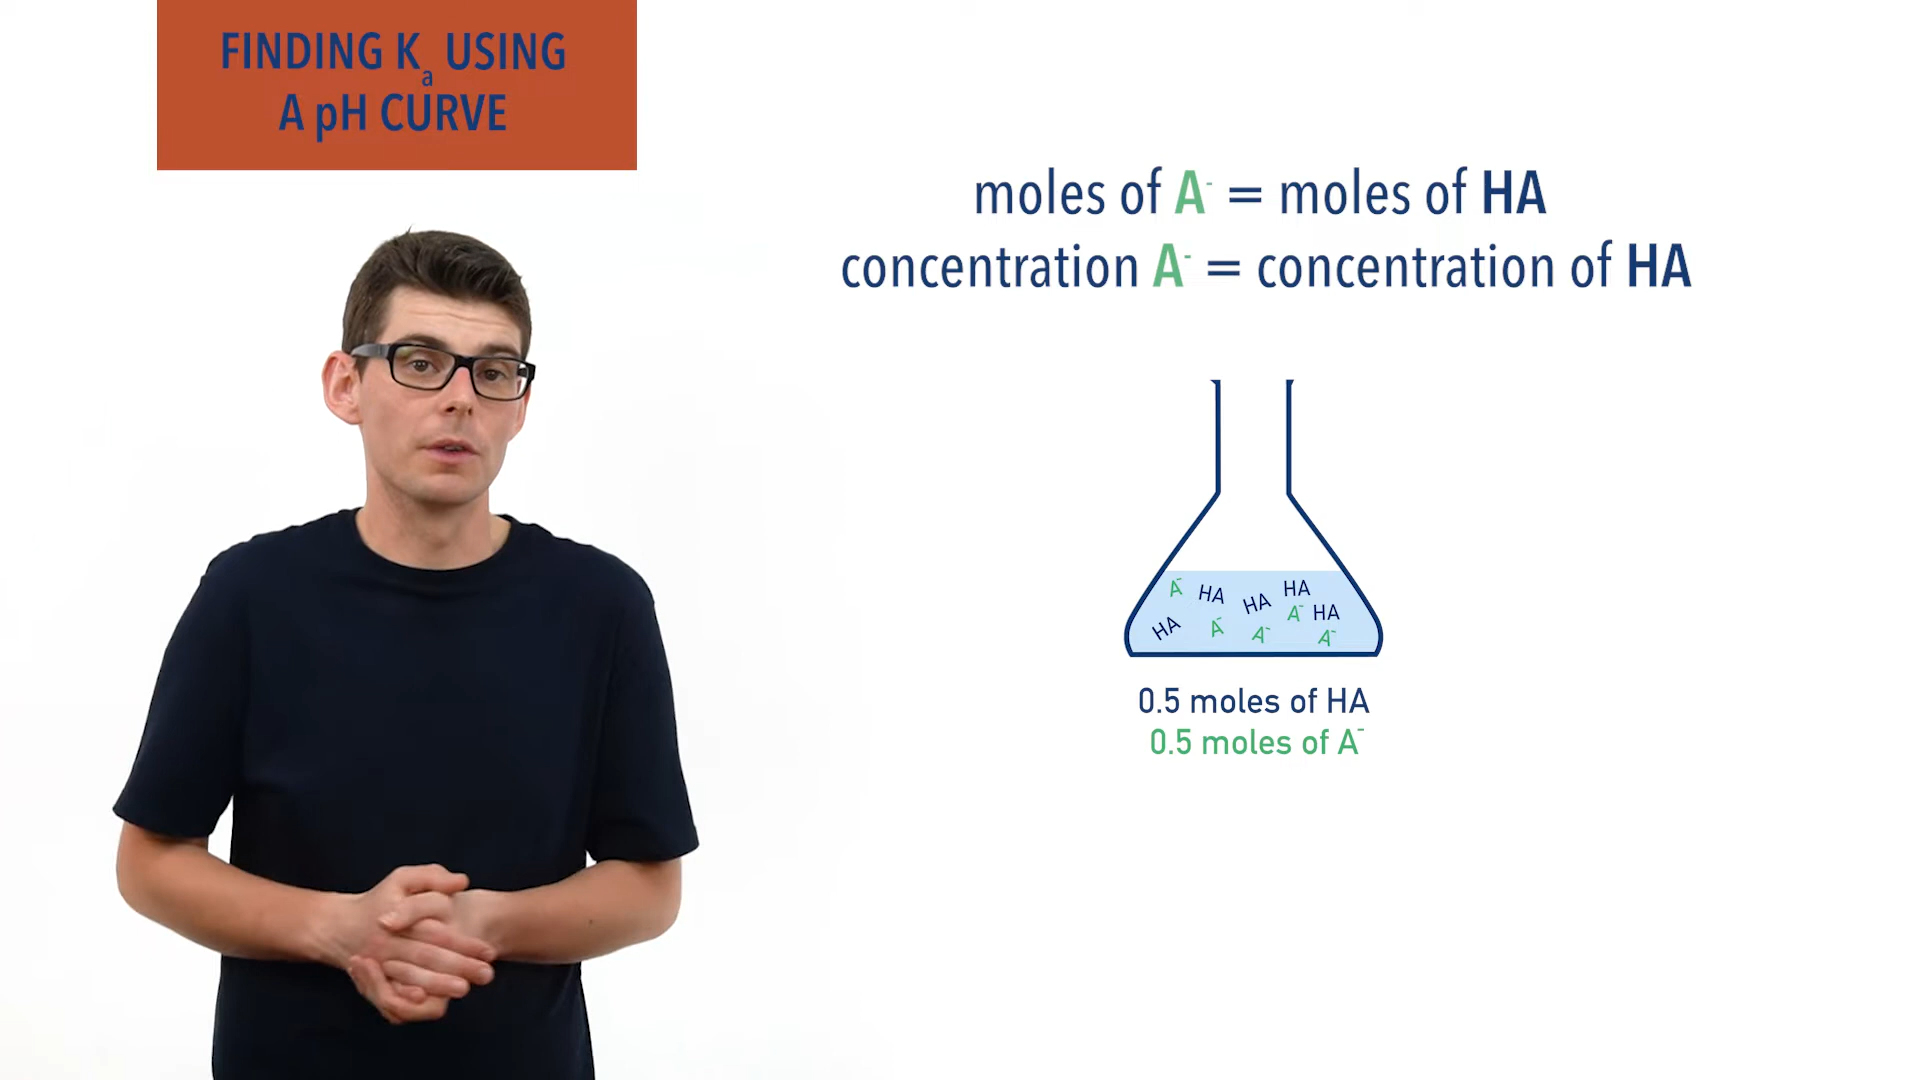 FINDING Kₐ USING
A pH CURVE
moles of A⁻ = moles of HA
concentration A⁻ = concentration of HA
A⁻ HA HA HA
HA A⁻ A⁻ A⁻ HA
A⁻
0.5 moles of HA
0.5 moles of A⁻